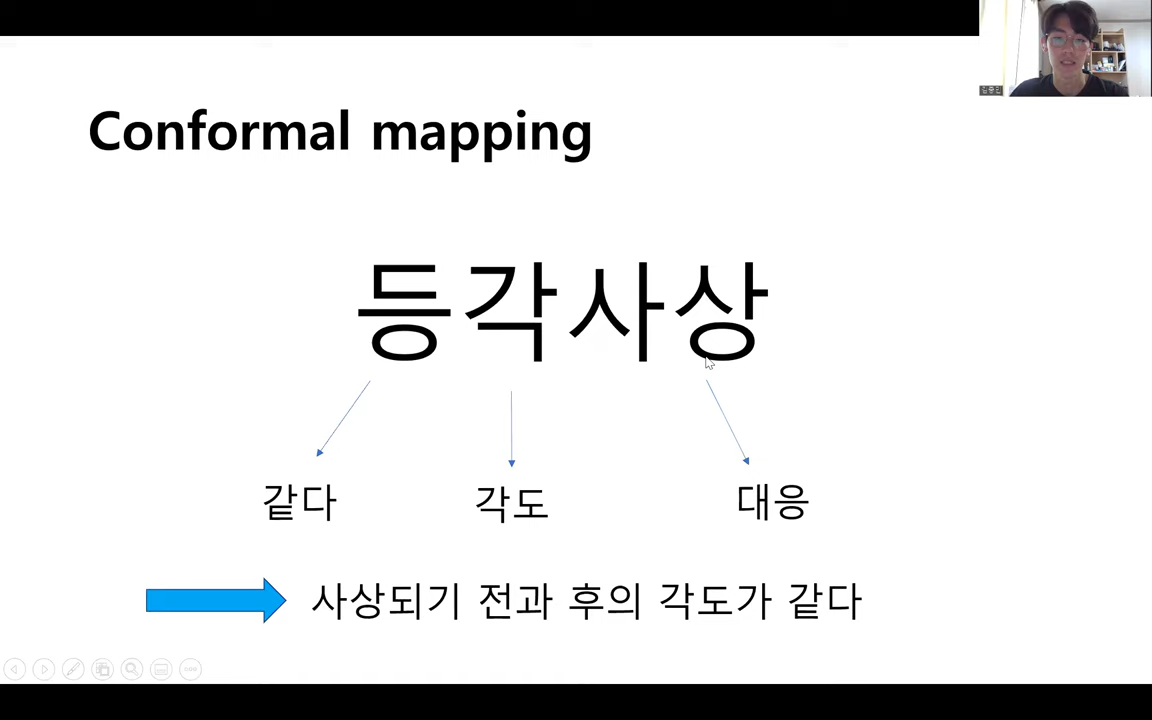 Conformal mapping
등각사상
같다 각도 대응
사상되기 전과 후의 각도가 같다